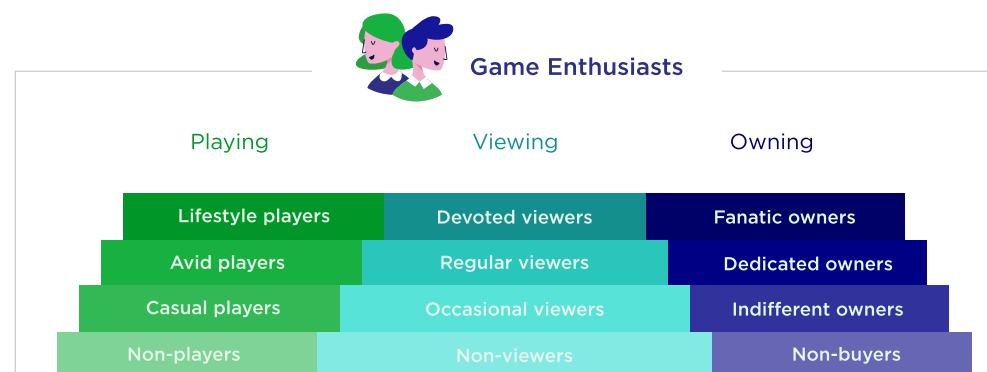 Game Enthusiasts
Playing Viewing Owning
Lifestyle players Devoted viewers Fanatic owners
Avid players Regular viewers Dedicated owners
Casual players Occasional viewers Indifferent owners
Non-players Non-viewers Non-buyers